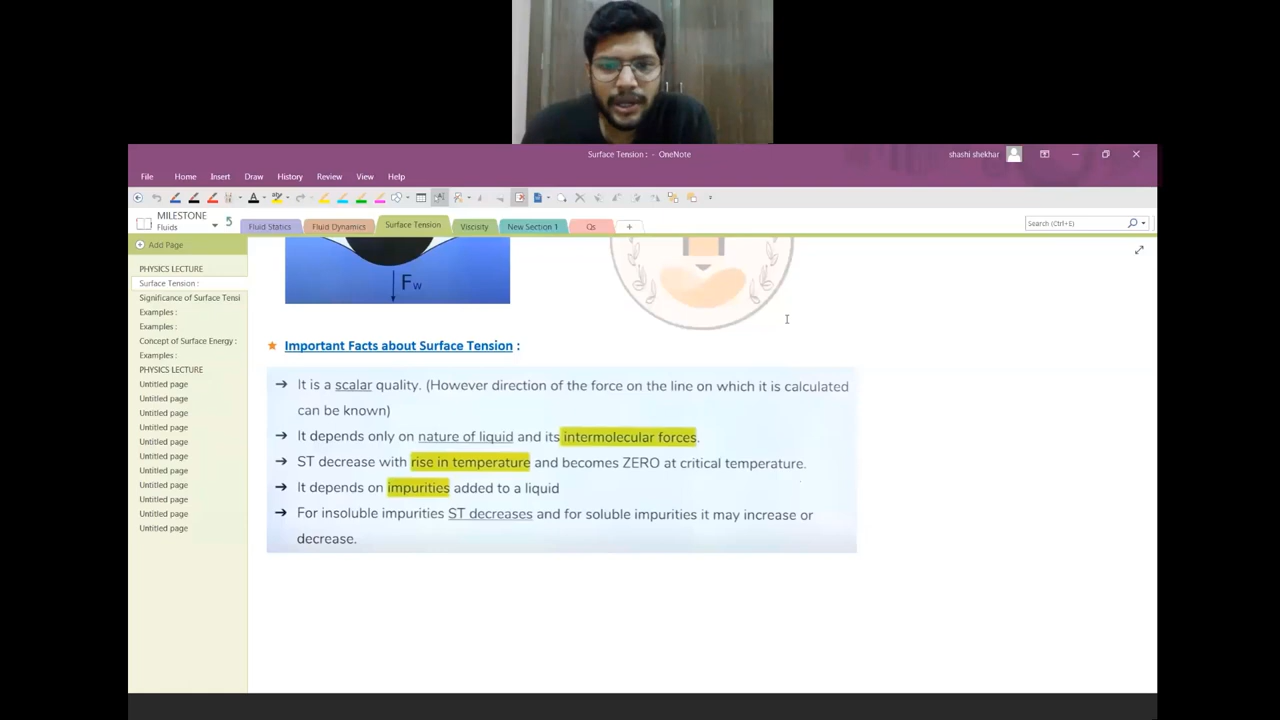 Surface Tension : - OneNote
shashi shekhar
File Home Insert Draw History Review View Help
MILESTONE
Fluids
Fluid Statics Fluid Dynamics Surface Tension Viscosity New Section 1 Qs +
Search (Ctrl+E)
Add Page
PHYSICS LECTURE
Surface Tension :
Significance of Surface Tensi
Examples :
Examples :
Concept of Surface Energy :
Examples :
PHYSICS LECTURE
Untitled page
Untitled page
Untitled page
Untitled page
Untitled page
Untitled page
Untitled page
Untitled page
Untitled page
Untitled page
Untitled page
Fw
Important Facts about Surface Tension :
→ It is a scalar quality. (However direction of the force on the line on which it is calculated
can be known)
→ It depends only on nature of liquid and its intermolecular forces.
→ ST decrease with rise in temperature and becomes ZERO at critical temperature.
→ It depends on impurities added to a liquid
→ For insoluble impurities ST decreases and for soluble impurities it may increase or
decrease.